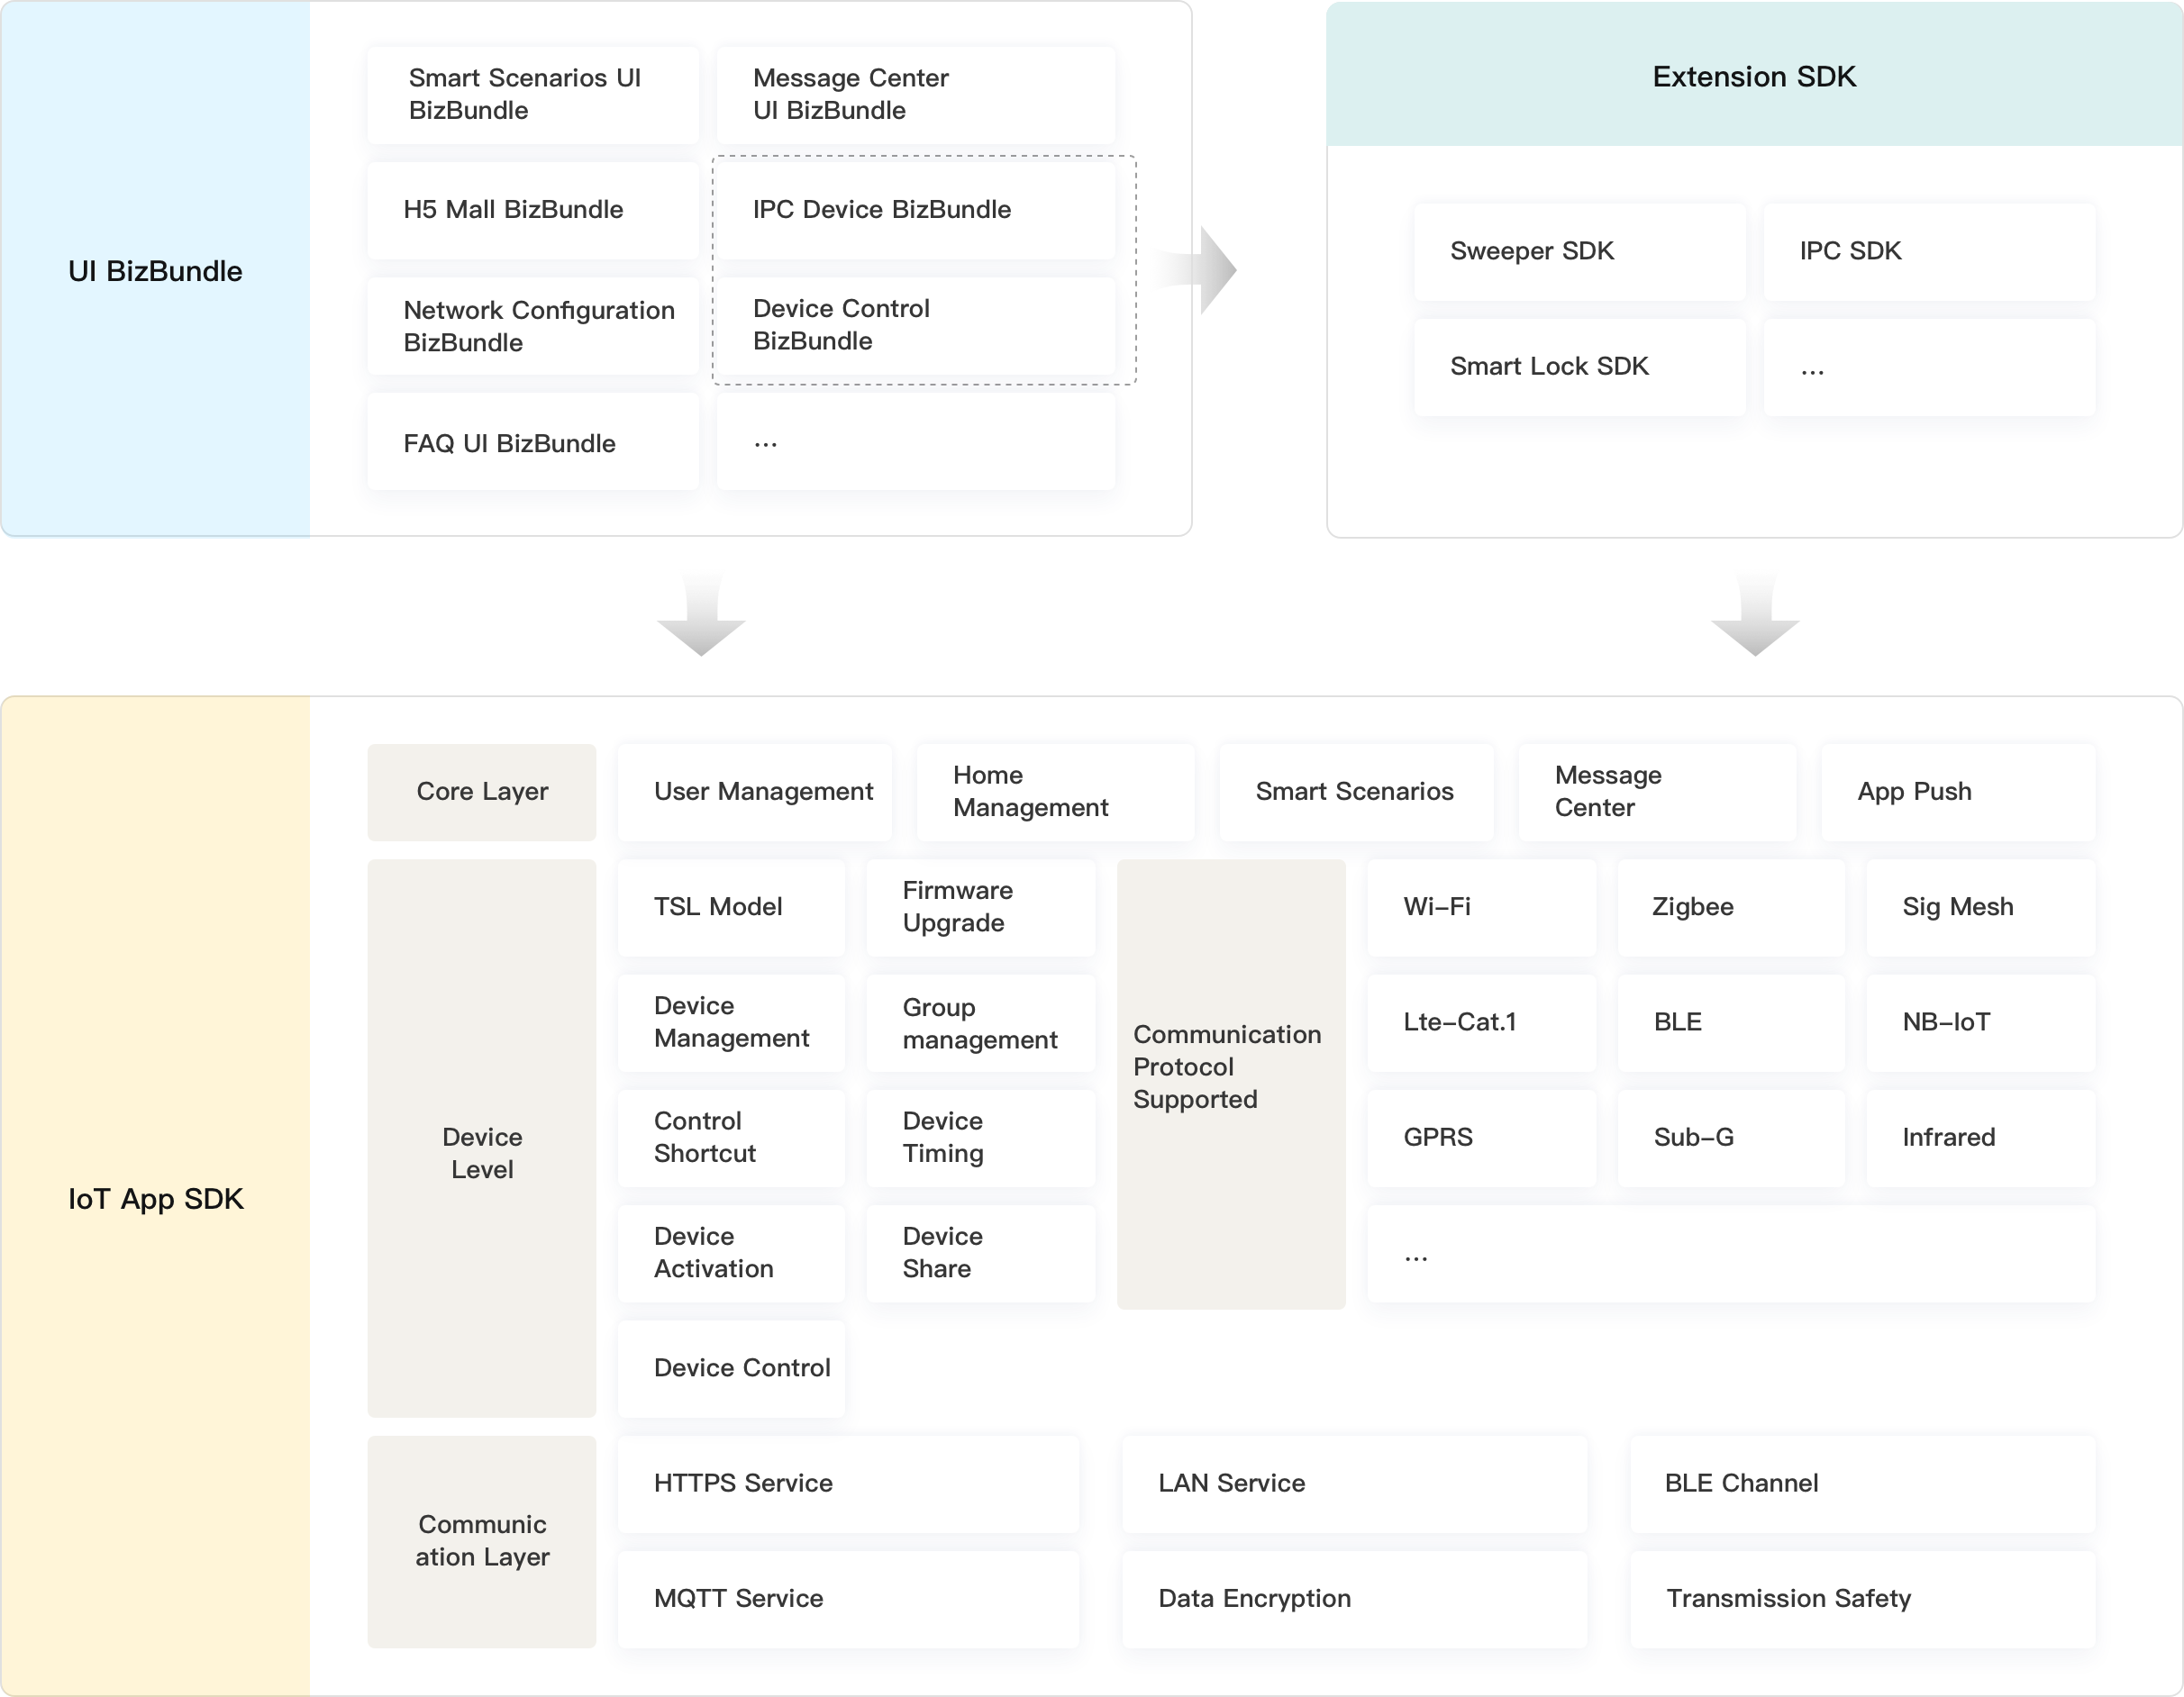 UI BizBundle
Smart Scenarios UI
BizBundle
Message Center
UI BizBundle
H5 Mall BizBundle
IPC Device BizBundle
Network Configuration
BizBundle
Device Control
BizBundle
FAQ UI BizBundle
...
Extension SDK
Sweeper SDK
IPC SDK
Smart Lock SDK
...
IoT App SDK
Core Layer
User Management
Home
Management
Smart Scenarios
Message
Center
App Push
Device
Level
TSL Model
Firmware
Upgrade
Device
Management
Group
management
Control
Shortcut
Device
Timing
Device
Activation
Device
Share
Device Control
Communication
Protocol
Supported
Wi-Fi
Zigbee
Sig Mesh
Lte-Cat.1
BLE
NB-IoT
GPRS
Sub-G
Infrared
...
Communic
ation Layer
HTTPS Service
LAN Service
BLE Channel
MQTT Service
Data Encryption
Transmission Safety